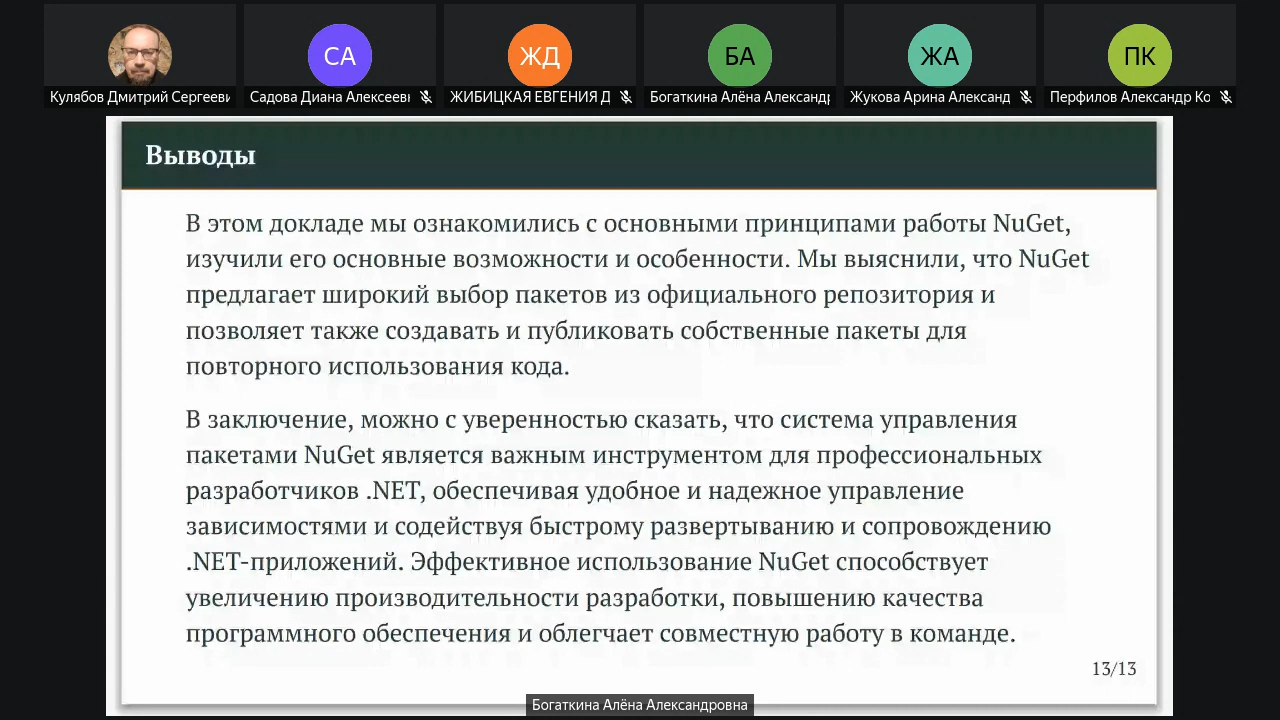 СА
ЖД
БА
ЖА
ПК
Кулябов Дмитрий Сергееви
Садова Диана Алексеевн
ЖИБИЦКАЯ ЕВГЕНИЯ Д
Богаткина Алёна Александр
Жукова Арина Александ
Перфилов Александр Ко
Выводы
В этом докладе мы ознакомились с основными принципами работы NuGet,
изучили его основные возможности и особенности. Мы выяснили, что NuGet
предлагает широкий выбор пакетов из официального репозитория и
позволяет также создавать и публиковать собственные пакеты для
повторного использования кода.
В заключение, можно с уверенностью сказать, что система управления
пакетами NuGet является важным инструментом для профессиональных
разработчиков .NET, обеспечивая удобное и надежное управление
зависимостями и содействуя быстрому развертыванию и сопровождению
.NET-приложений. Эффективное использование NuGet способствует
увеличению производительности разработки, повышению качества
программного обеспечения и облегчает совместную работу в команде.
13/13
Богаткина Алёна Александровна